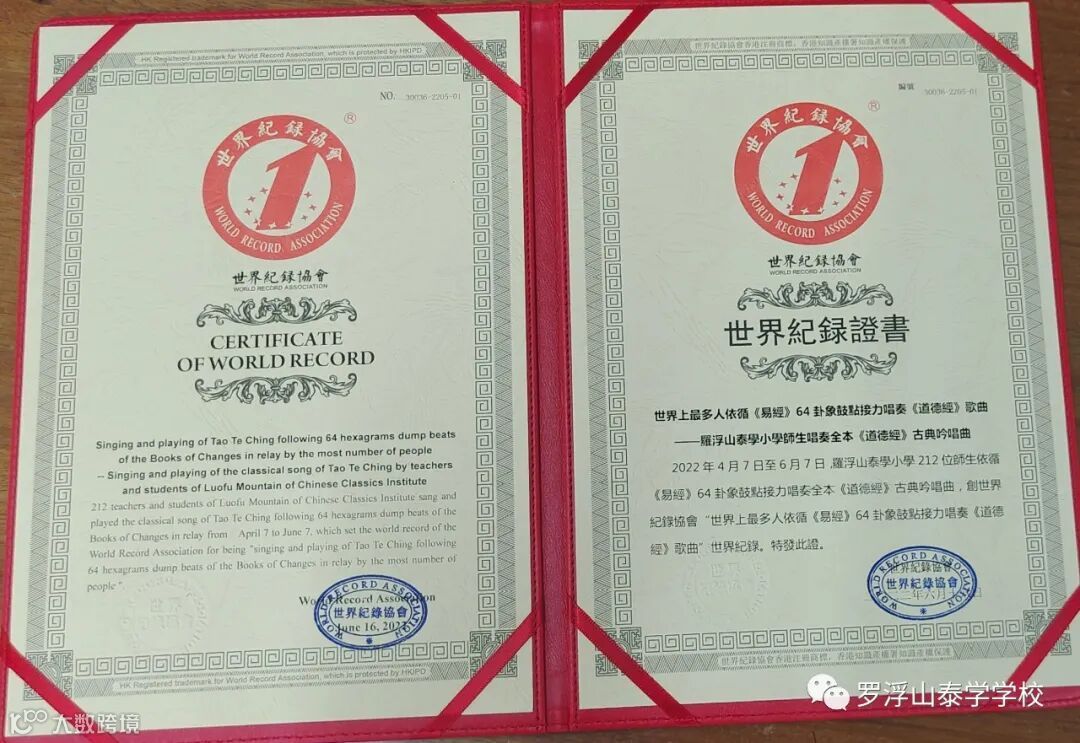 HK Registered trademark for World Record Association, which is protected by HKIPD
NO. 30036-2205-01
世界紀錄協會
®
1
WORLD RECORD ASSOCIATION
世界紀錄協會
WORLD RECORD ASSOCIATION
CERTIFICATE
OF WORLD RECORD
Singing and playing of Tao Te Ching following 64 hexagrams dump beats
of the Books of Changes in relay by the most number of people
-- Singing and playing of the classical song of Tao Te Ching by teachers
and students of Luofu Mountain of Chinese Classics Institute
212 teachers and students of Luofu Mountain of Chinese Classics Institute sang and
played the classical song of Tao Te Ching following 64 hexagrams dump beats of the
Books of Changes in relay from April 7 to June 7, which set the world record of the
World Record Association for being "singing and playing of Tao Te Ching following
64 hexagrams dump beats of the Books of Changes in relay by the most number of
people".
World Record Association
June 16, 2022
WORLD RECORD ASSOCIATION
世界紀錄協會
世界
HK Registered trademark for World Record Association, which is protected by HKIPD
世界紀錄協會香港注冊商標，香港知識產權署知識產權保護
編號 30036-2205-01
世界紀錄協會
®
1
WORLD RECORD ASSOCIATION
世界紀錄協會
WORLD RECORD ASSOCIATION
世界紀錄證書
世界上最多人依循《易經》64卦象鼓點接力唱奏《道德經》歌曲
——羅浮山泰學小學師生唱奏全本《道德經》古典吟唱曲
2022年4月7日至6月7日,羅浮山泰學小學212位師生依循
《易經》64卦象鼓點接力唱奏全本《道德經》古典吟唱曲，創世界
紀錄協會“世界上最多人依循《易經》64卦象鼓點接力唱奏《道德
經》歌曲”世界紀錄。特發此證。
世界紀錄協會
WORLD RECORD ASSOCIATION
世界紀錄協會
世界紀錄協會香港注冊商標，香港知識產權署知識產權保護
罗浮山泰学学校
大数跨境